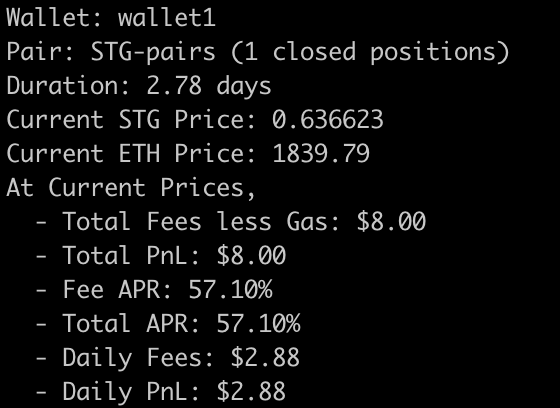 Wallet: wallet1
Pair: STG-pairs (1 closed positions)
Duration: 2.78 days
Current STG Price: 0.636623
Current ETH Price: 1839.79
At Current Prices,
  - Total Fees less Gas: $8.00
  - Total PnL: $8.00
  - Fee APR: 57.10%
  - Total APR: 57.10%
  - Daily Fees: $2.88
  - Daily PnL: $2.88